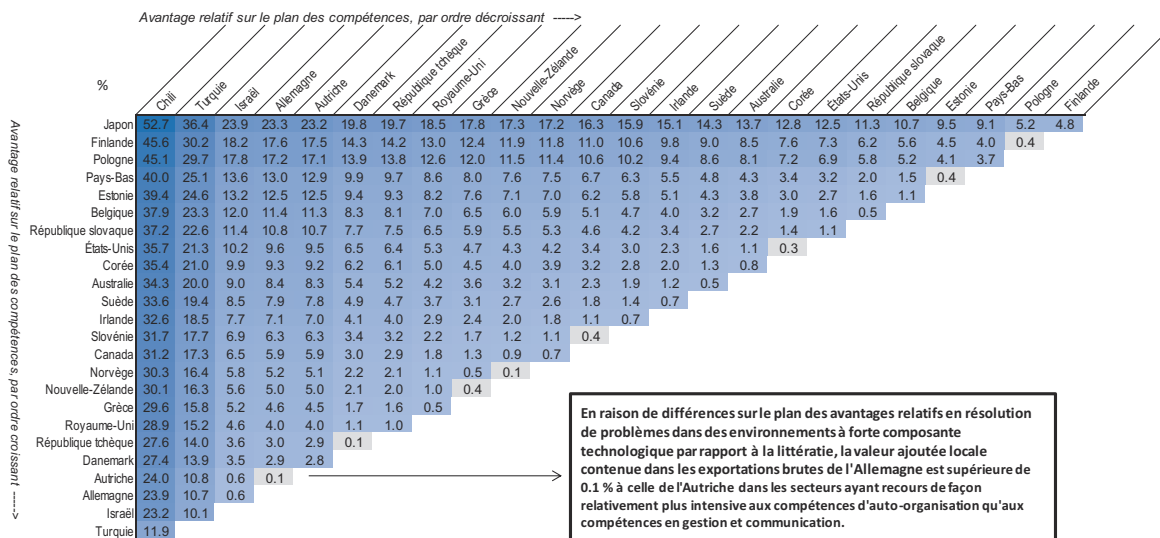 Avantage relatif sur le plan des compétences, par ordre décroissant ----->
%
Chili Turquie Israël Allemagne Autriche Danemark République tchèque Royaume-Uni Grèce Nouvelle-Zélande Norvège Canada Slovénie Irlande Suède Australie Corée États-Unis République slovaque Belgique Estonie Pays-Bas Pologne Finlande
Avantage relatif sur le plan des compétences, par ordre croissant ----->
Japon 52.7 36.4 23.9 23.3 23.2 19.8 19.7 18.5 17.8 17.3 17.2 16.3 15.9 15.1 14.3 13.7 12.8 12.5 11.3 10.7 9.5 9.1 5.2 4.8
Finlande 45.6 30.2 18.2 17.6 17.5 14.3 14.2 13.0 12.4 11.9 11.8 11.0 10.6 9.8 9.0 8.5 7.6 7.3 6.2 5.6 4.5 4.0 0.4
Pologne 45.1 29.7 17.8 17.2 17.1 13.9 13.8 12.6 12.0 11.5 11.4 10.6 10.2 9.4 8.6 8.1 7.2 6.9 5.8 5.2 4.1 3.7
Pays-Bas 40.0 25.1 13.6 13.0 12.9 9.9 9.7 8.6 8.0 7.6 7.5 6.7 6.3 5.5 4.8 4.3 3.4 3.2 2.0 1.5 0.4
Estonie 39.4 24.6 13.2 12.5 12.5 9.4 9.3 8.2 7.6 7.1 7.0 6.2 5.8 5.1 4.3 3.8 3.0 2.7 1.6 1.1
Belgique 37.9 23.3 12.0 11.4 11.3 8.3 8.1 7.0 6.5 6.0 5.9 5.1 4.7 4.0 3.2 2.7 1.9 1.6 0.5
République slovaque 37.2 22.6 11.4 10.8 10.7 7.7 7.5 6.5 5.9 5.5 5.3 4.6 4.2 3.4 2.7 2.2 1.4 1.1
États-Unis 35.7 21.3 10.2 9.6 9.5 6.5 6.4 5.3 4.7 4.3 4.2 3.4 3.0 2.3 1.6 1.1 0.3
Corée 35.4 21.0 9.9 9.3 9.2 6.2 6.1 5.0 4.5 4.0 3.9 3.2 2.8 2.0 1.3 0.8
Australie 34.3 20.0 9.0 8.4 8.3 5.4 5.2 4.2 3.6 3.2 3.1 2.3 1.9 1.2 0.5
Suède 33.6 19.4 8.5 7.9 7.8 4.9 4.7 3.7 3.1 2.7 2.6 1.8 1.4 0.7
Irlande 32.6 18.5 7.7 7.1 7.0 4.1 4.0 2.9 2.4 2.0 1.8 1.1 0.7
Slovénie 31.7 17.7 6.9 6.3 6.3 3.4 3.2 2.2 1.7 1.2 1.1 0.4
Canada 31.2 17.3 6.5 5.9 5.9 3.0 2.9 1.8 1.3 0.9 0.7
Norvège 30.3 16.4 5.8 5.2 5.1 2.2 2.1 1.1 0.5 0.1
Nouvelle-Zélande 30.1 16.3 5.6 5.0 5.0 2.1 2.0 1.0 0.4
Grèce 29.6 15.8 5.2 4.6 4.5 1.7 1.6 0.5
Royaume-Uni 28.9 15.2 4.6 4.0 4.0 1.1 1.0
République tchèque 27.6 14.0 3.6 3.0 2.9 0.1
Danemark 27.4 13.9 3.5 2.9 2.8
Autriche 24.0 10.8 0.6 0.1
Allemagne 23.9 10.7 0.6
Israël 23.2 10.1
Turquie 11.9
En raison de différences sur le plan des avantages relatifs en résolution
de problèmes dans des environnements à forte composante
technologique par rapport à la littératie, la valeur ajoutée locale
contenue dans les exportations brutes de l'Allemagne est supérieure de
0.1 % à celle de l'Autriche dans les secteurs ayant recours de façon
relativement plus intensive aux compétences d'auto-organisation qu'aux
compétences en gestion et communication.